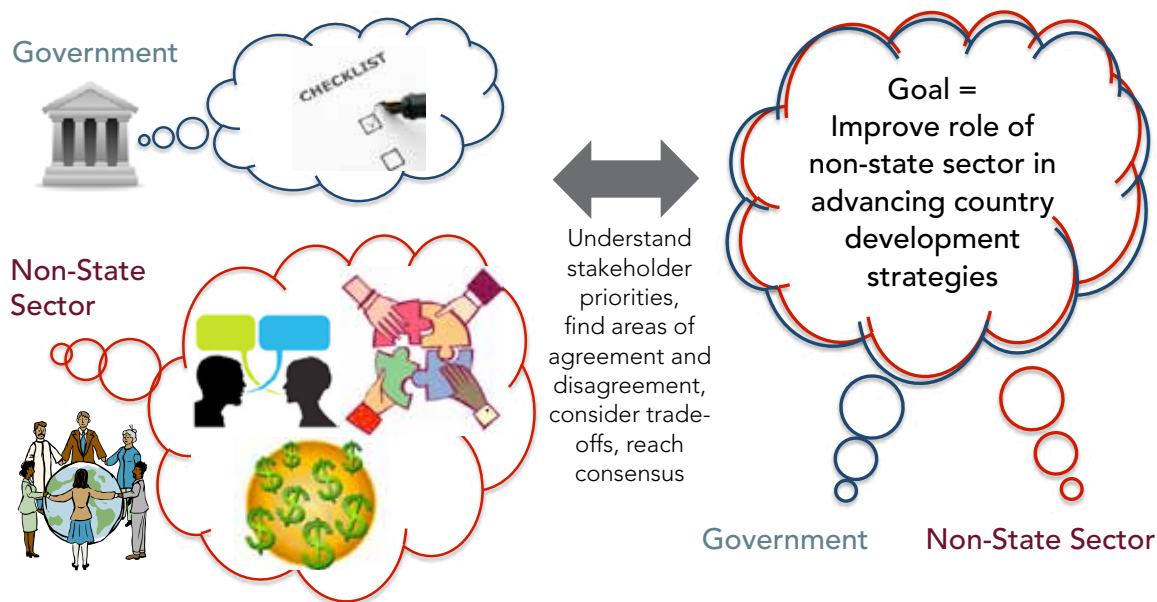 Government
CHECKLIST
Non-State
Sector
Understand
stakeholder
priorities,
find areas of
agreement and
disagreement,
consider trade-
offs, reach
consensus
Goal =
Improve role of
non-state sector in
advancing country
development
strategies
Government
Non-State Sector